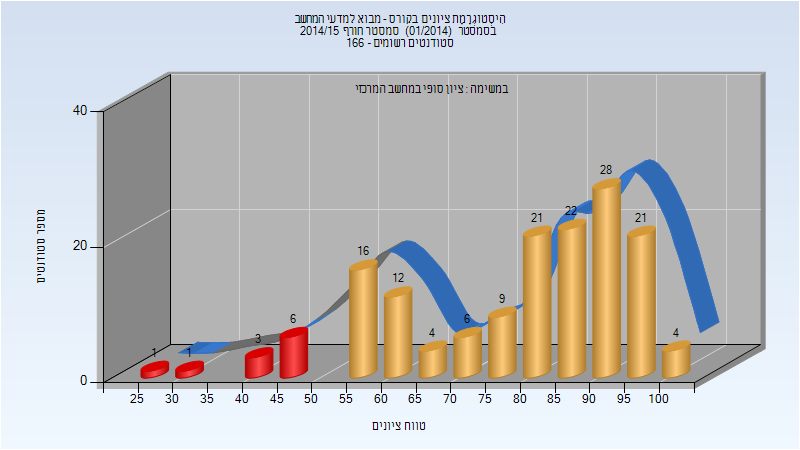 הִיסְטוֹגְרָמַת ציונים בקורס - מבוא למדעי המחשב
בסמסטר (01/2014) סמסטר חורף 2014/15
סטודנטים רשומים - 166
במשימה : ציון סופי במחשב המרכזי
מספר סטודנטים
40
20
0
1
1
3
6
16
12
4
6
9
21
22
28
21
4
25 30 35 40 45 50 55 60 65 70 75 80 85 90 95 100
טווח ציונים